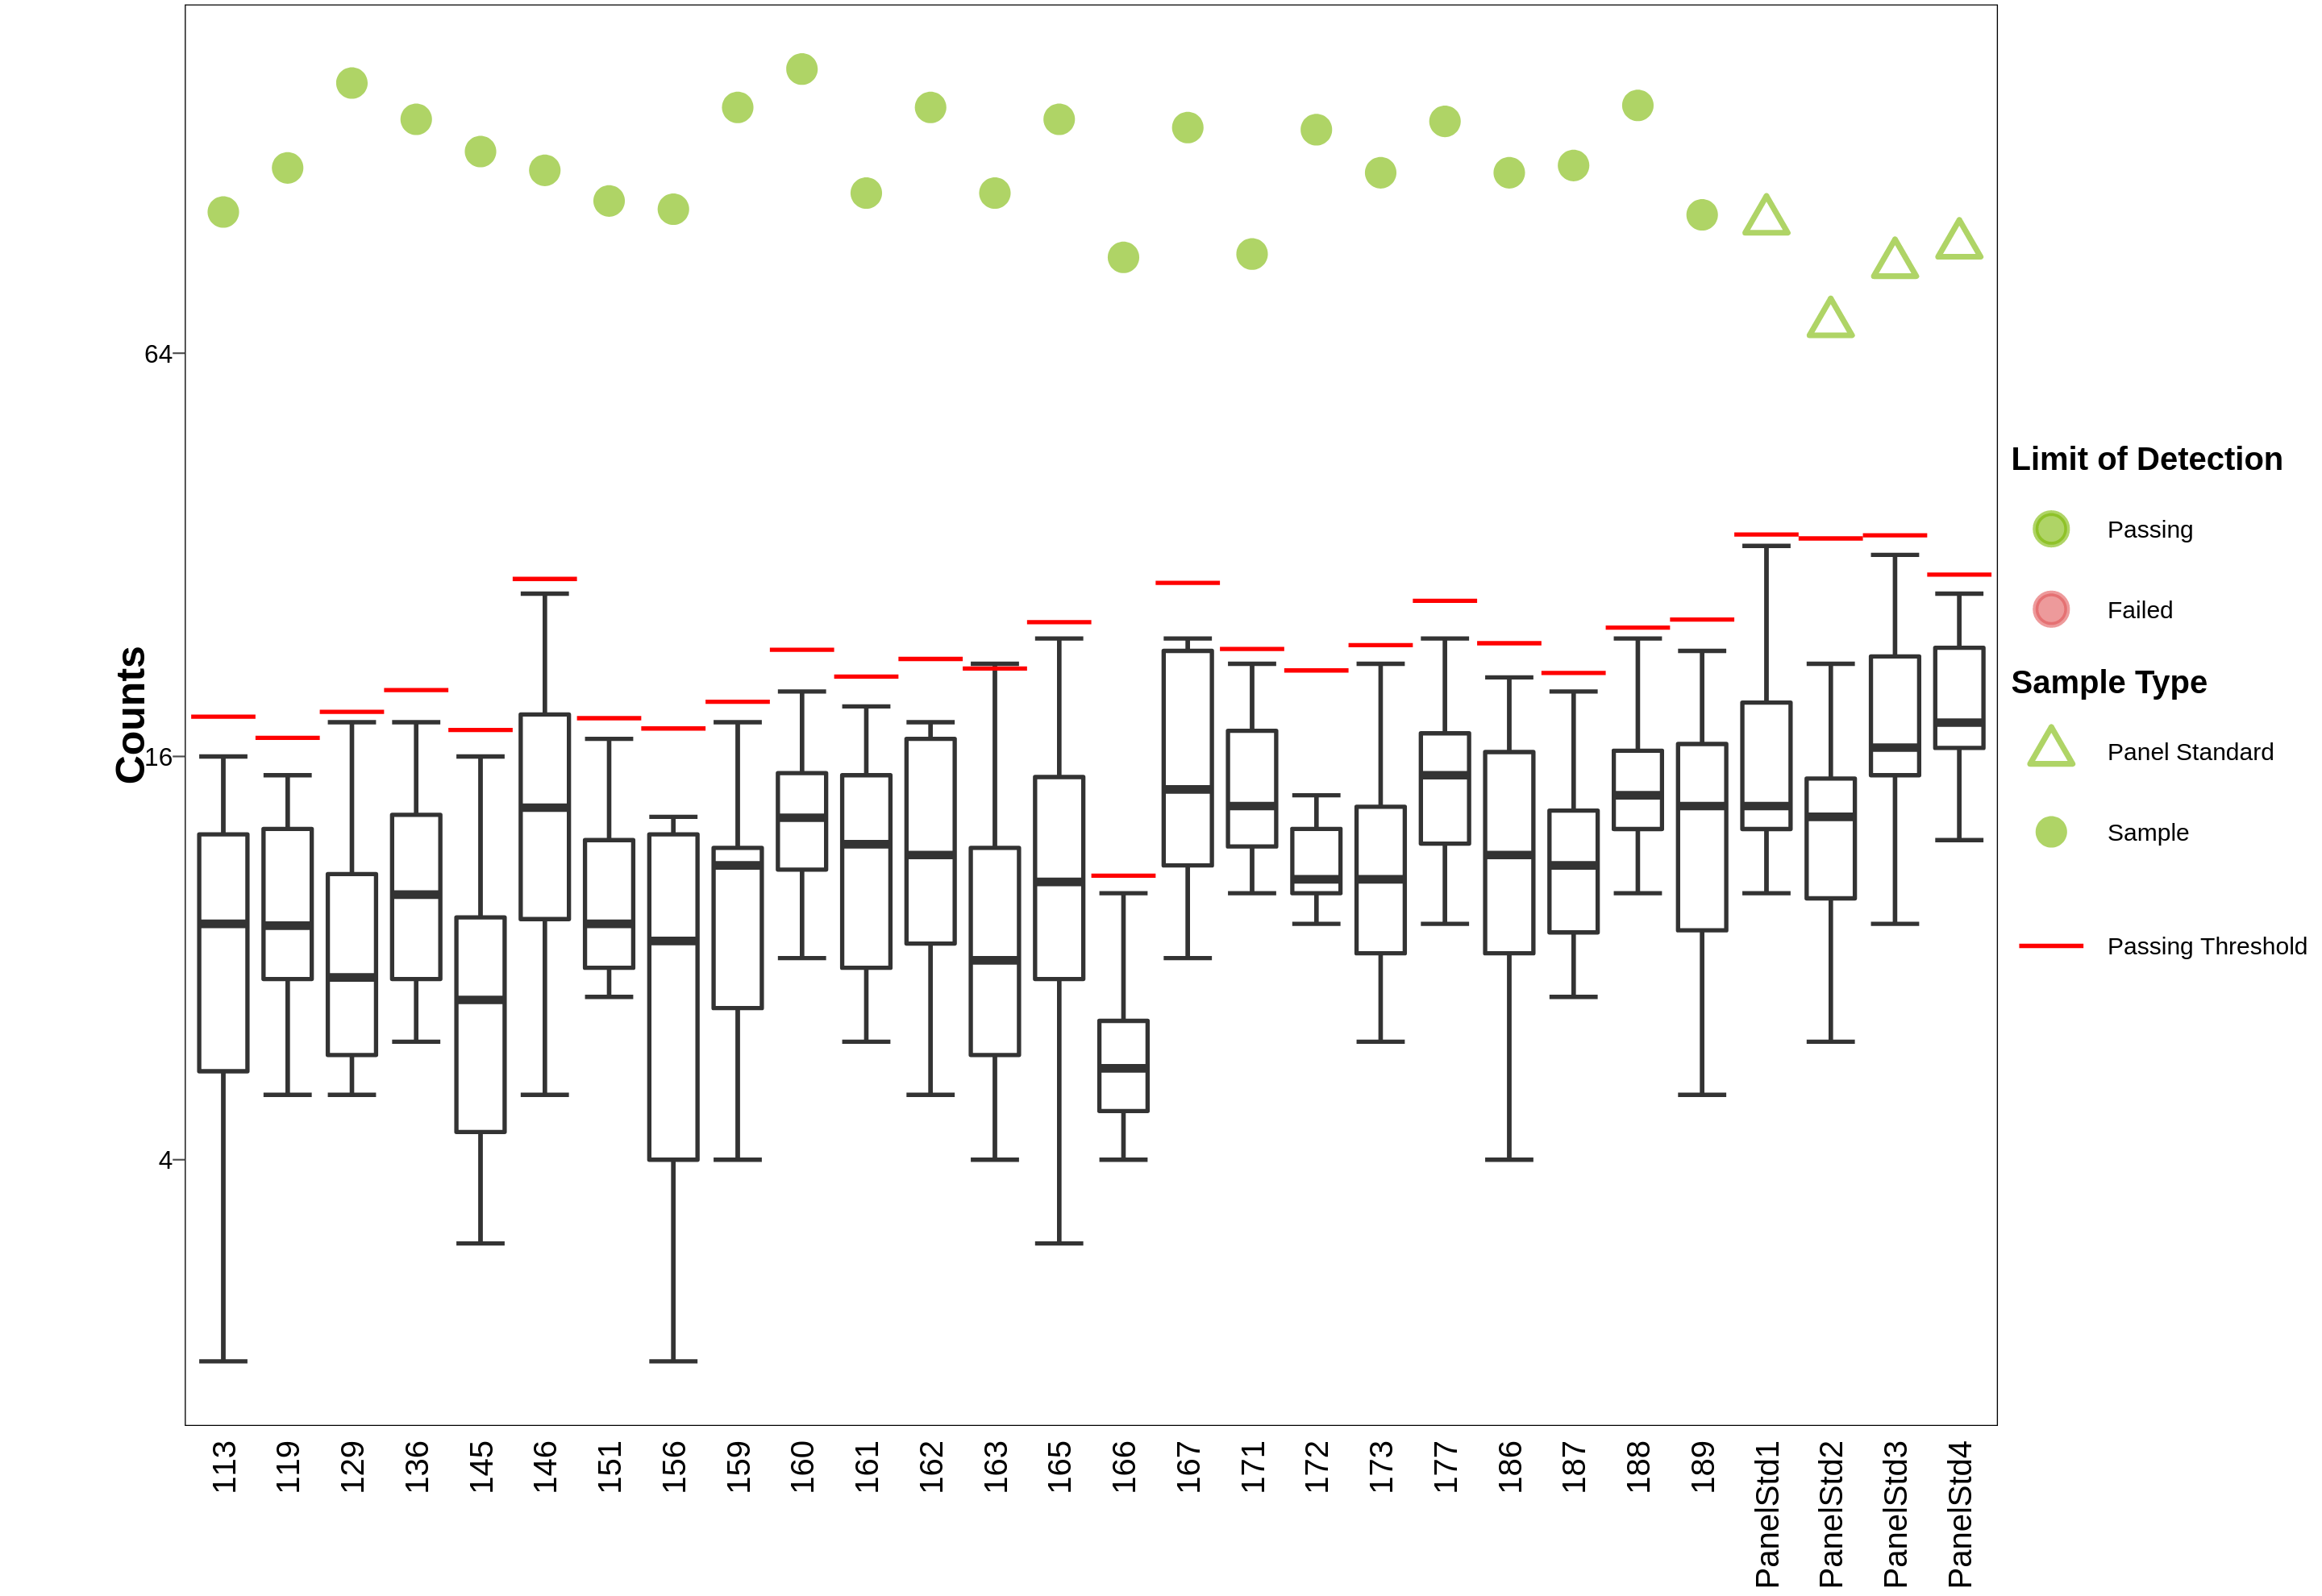 Counts
64
16
4
113
119
129
136
145
146
151
156
159
160
161
162
163
165
166
167
171
172
173
177
186
187
188
189
PanelStd1
PanelStd2
PanelStd3
PanelStd4
Limit of Detection
Passing
Failed
Sample Type
Panel Standard
Sample
Passing Threshold